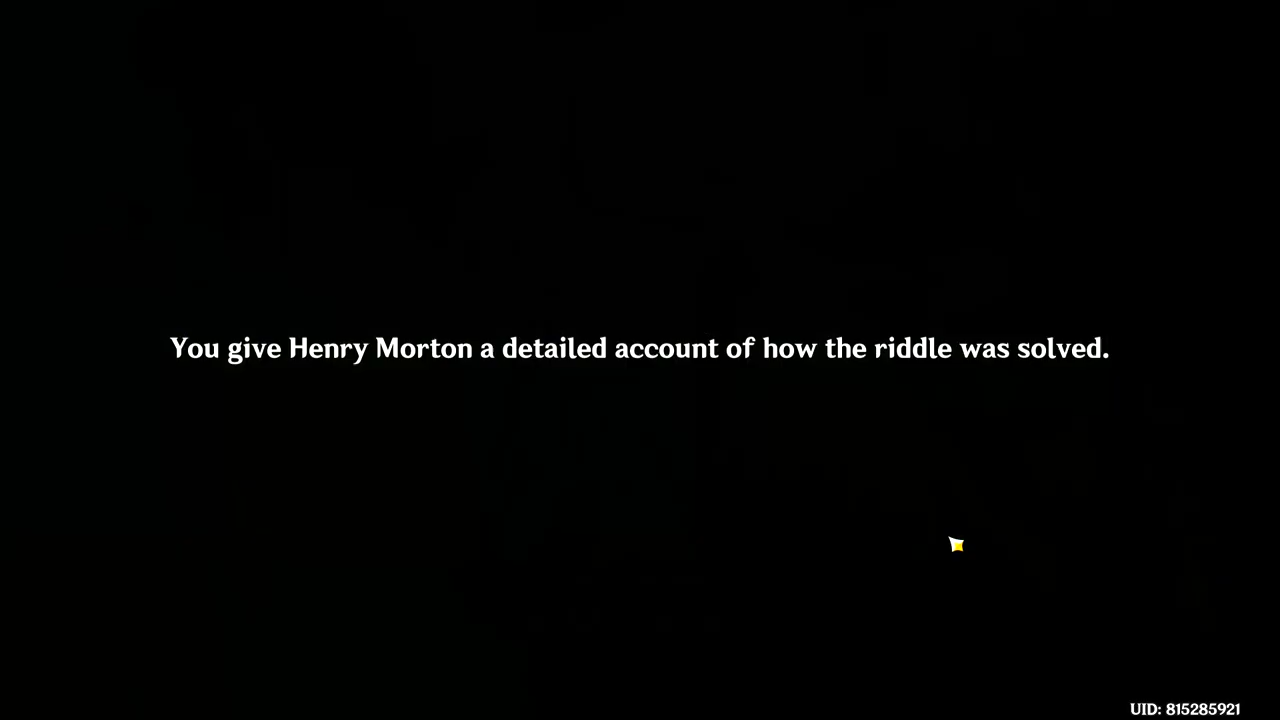 You give Henry Morton a detailed account of how the riddle was solved.
UID: 815285921